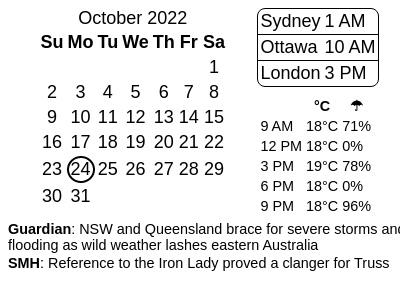 October 2022
Su Mo Tu We Th Fr Sa
1
2 3 4 5 6 7 8
9 10 11 12 13 14 15
16 17 18 19 20 21 22
23 24 25 26 27 28 29
30 31
Sydney 1 AM
Ottawa 10 AM
London 3 PM
°C ☂
9 AM 18°C 71%
12 PM 18°C 0%
3 PM 19°C 78%
6 PM 18°C 0%
9 PM 18°C 96%
Guardian: NSW and Queensland brace for severe storms and
flooding as wild weather lashes eastern Australia
SMH: Reference to the Iron Lady proved a clanger for Truss